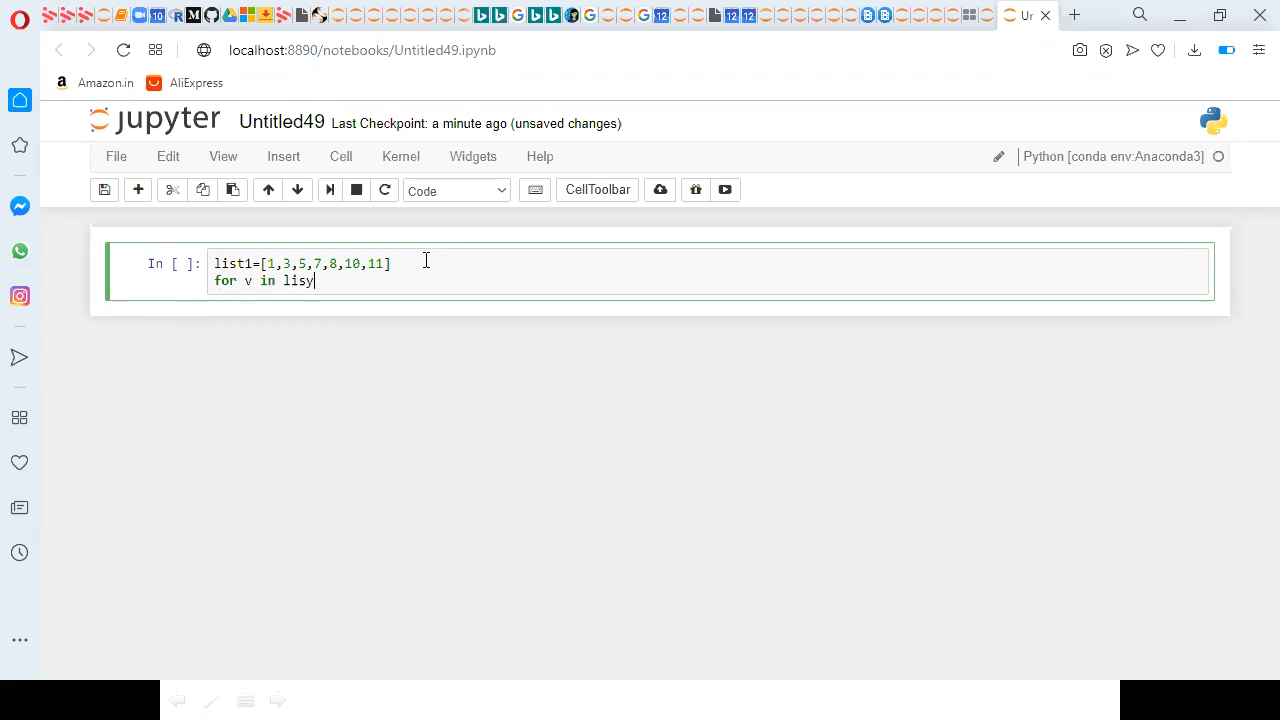 Ur
localhost:8890/notebooks/Untitled49.ipynb
Amazon.in
AliExpress
jupyter Untitled49 Last Checkpoint: a minute ago (unsaved changes)
File Edit View Insert Cell Kernel Widgets Help
Python [conda env:Anaconda3]
Code
CellToolbar
In [ ]: list1=[1,3,5,7,8,10,11]
for v in lisy